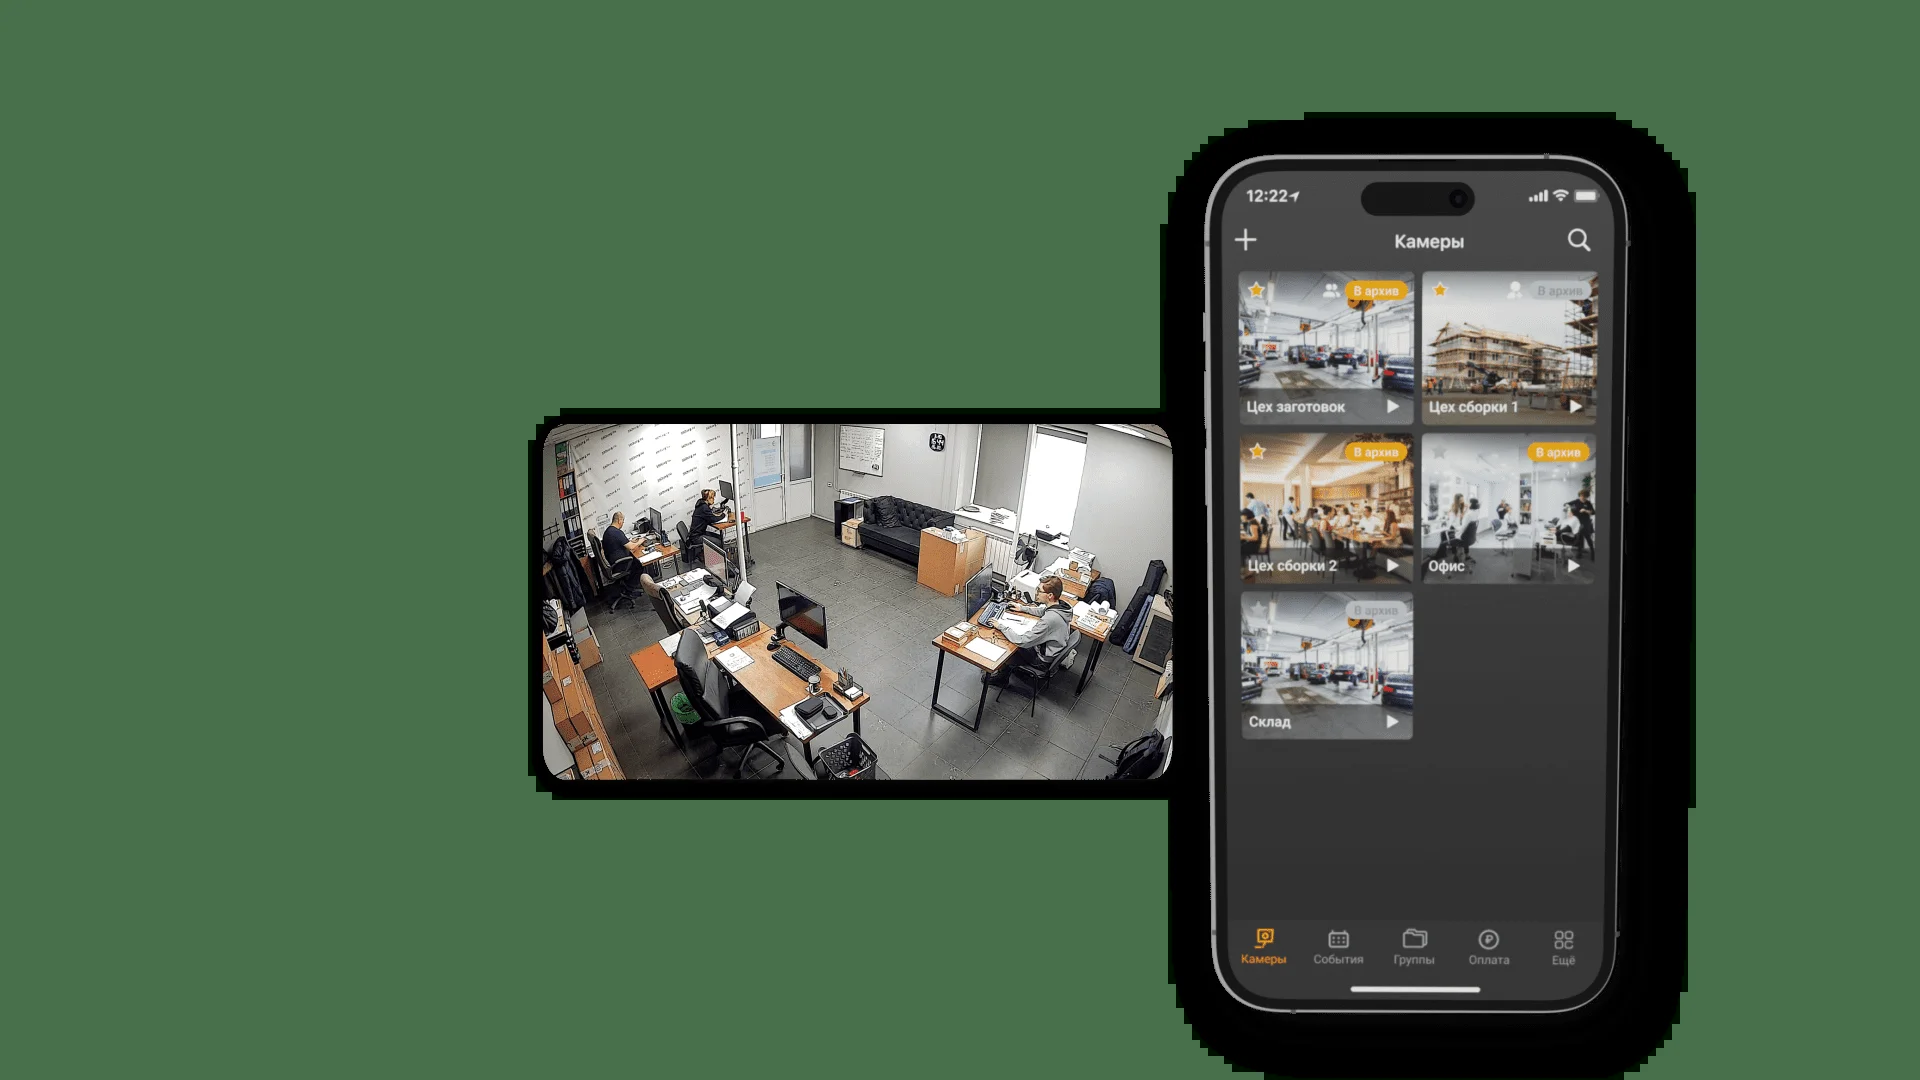 12:22
Камеры
В архив
В архив
Цех заготовок
Цех сборки 1
В архив
В архив
Цех сборки 2
Офис
В архив
Склад
Камеры
События
Группы
Оплата
Ещё